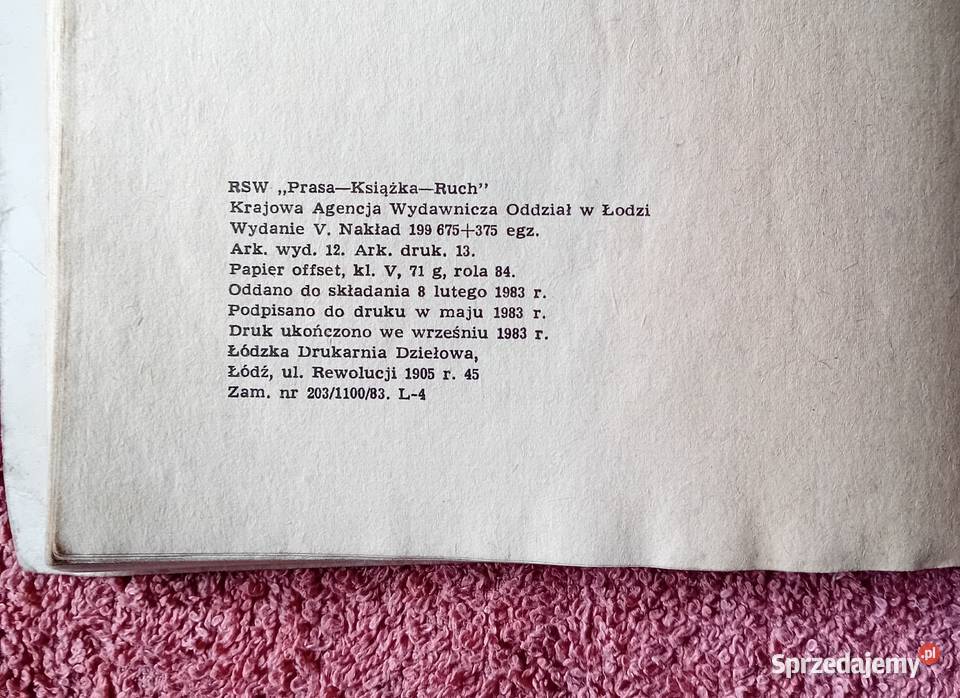 RSW „Prasa—Książka—Ruch”
Krajowa Agencja Wydawnicza Oddział w Łodzi
Wydanie V. Nakład 199 675+375 egz.
Ark. wyd. 12. Ark. druk. 13.
Papier offset, kl. V, 71 g, rola 84.
Oddano do składania 8 lutego 1983 r.
Podpisano do druku w maju 1983 r.
Druk ukończono we wrześniu 1983 r.
Łódzka Drukarnia Dziełowa,
Łódź, ul. Rewolucji 1905 r. 45
Zam. nr 203/1100/83. L-4
Sprzedajemy.pl